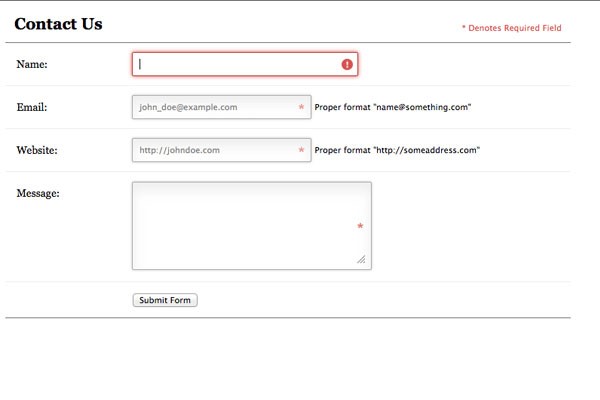 Contact Us
* Denotes Required Field
Name:
Email: john_doe@example.com * Proper format "name@something.com"
Website: http://johndoe.com * Proper format "http://someaddress.com"
Message: *
Submit Form